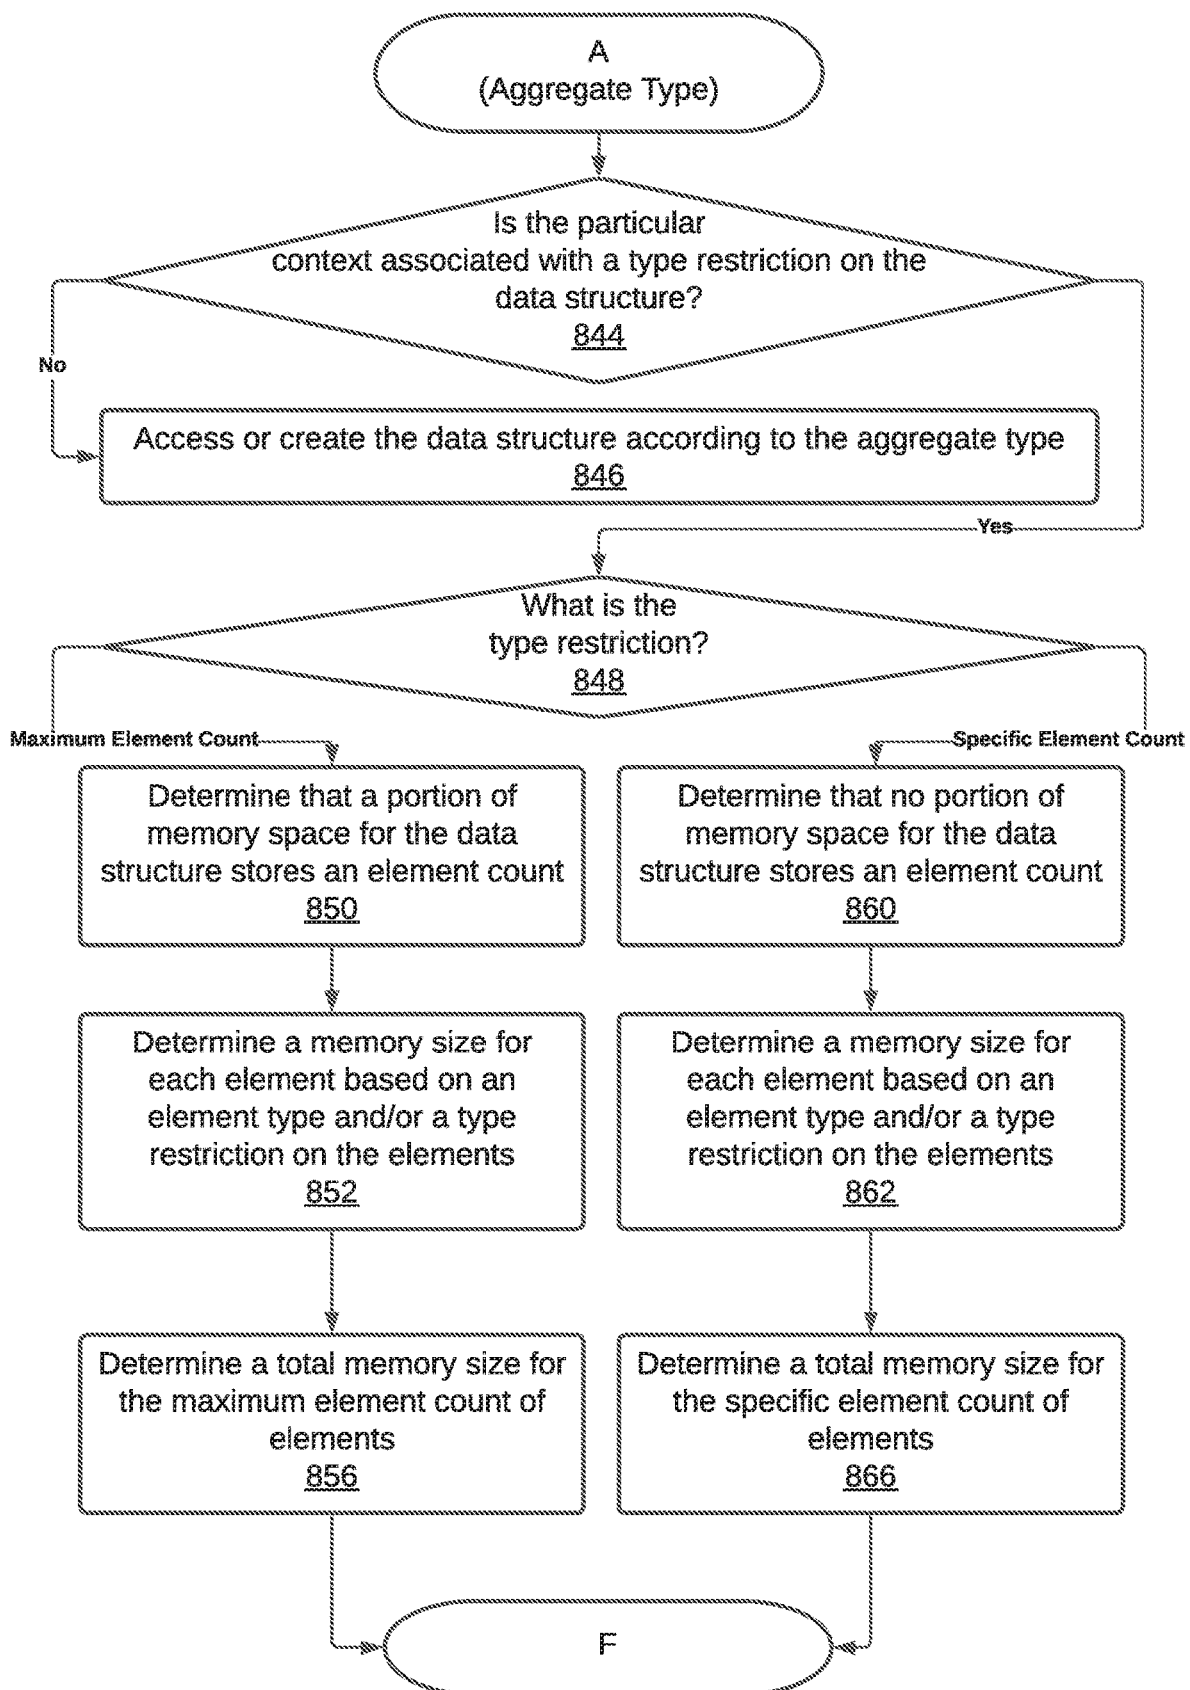 A
(Aggregate Type)
Is the particular
context associated with a type restriction on the
data structure?
844
No
Access or create the data structure according to the aggregate type
846
Yes
What is the
type restriction?
848
Maximum Element Count
Specific Element Count
Determine that a portion of
memory space for the data
structure stores an element count
850
Determine that no portion of
memory space for the data
structure stores an element count
860
Determine a memory size for
each element based on an
element type and/or a type
restriction on the elements
852
Determine a memory size for
each element based on an
element type and/or a type
restriction on the elements
862
Determine a total memory size for
the maximum element count of
elements
856
Determine a total memory size for
the specific element count of
elements
866
F